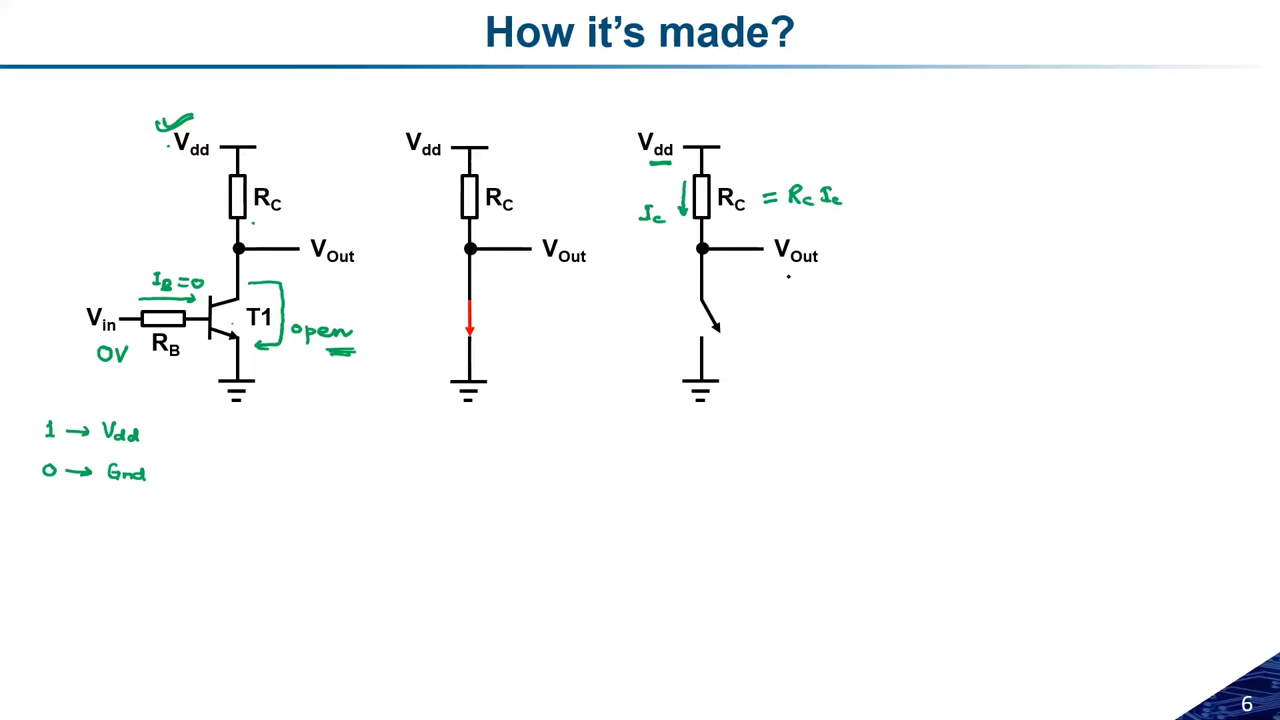 How it's made?
Vdd
RC
VOut
IB = 0
Vin
T1
RB
0V
open
1 → Vdd
0 → Gnd
Vdd
RC
VOut
Vdd
RC = RC IC
IC
VOut
6